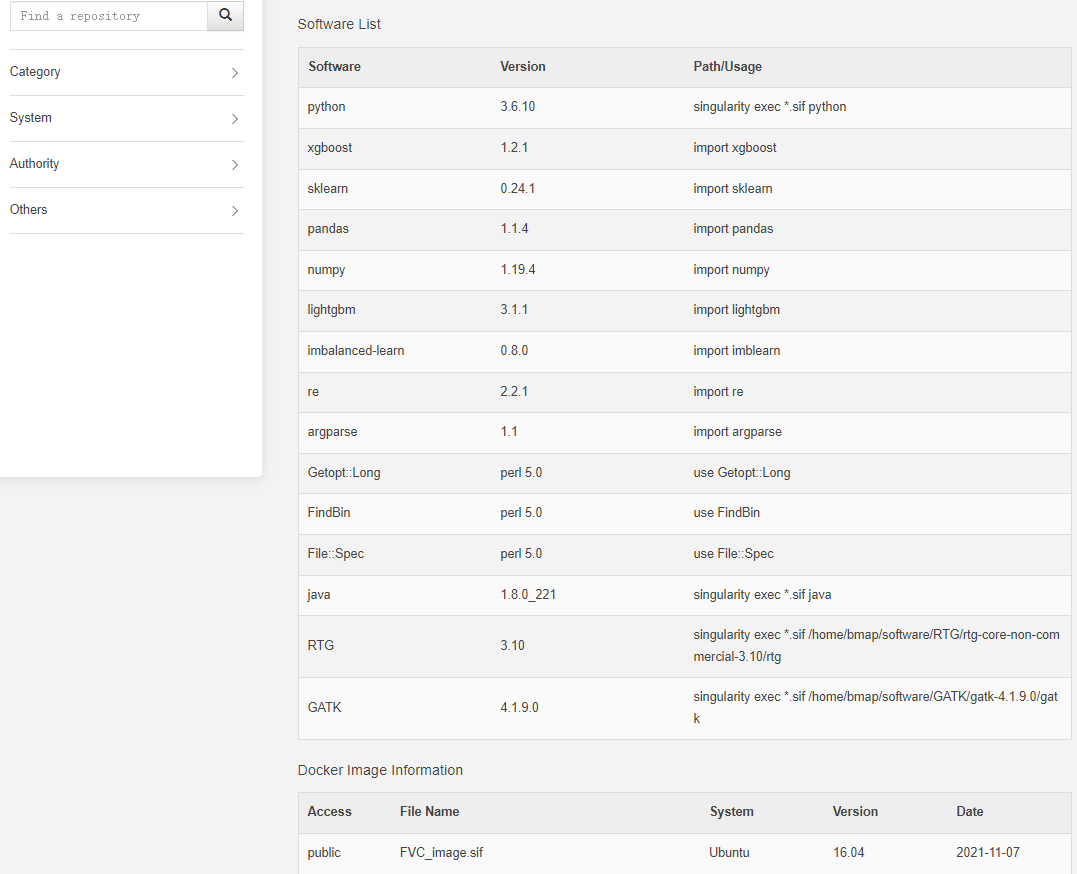 Find a repository
Category
System
Authority
Others
Software List
Software Version Path/Usage
python 3.6.10 singularity exec *.sif python
xgboost 1.2.1 import xgboost
sklearn 0.24.1 import sklearn
pandas 1.1.4 import pandas
numpy 1.19.4 import numpy
lightgbm 3.1.1 import lightgbm
imbalanced-learn 0.8.0 import imblearn
re 2.2.1 import re
argparse 1.1 import argparse
Getopt::Long perl 5.0 use Getopt::Long
FindBin perl 5.0 use FindBin
File::Spec perl 5.0 use File::Spec
java 1.8.0_221 singularity exec *.sif java
RTG 3.10 singularity exec *.sif /home/bmap/software/RTG/rtg-core-non-com
mercial-3.10/rtg
GATK 4.1.9.0 singularity exec *.sif /home/bmap/software/GATK/gatk-4.1.9.0/gat
k
Docker Image Information
Access File Name System Version Date
public FVC_image.sif Ubuntu 16.04 2021-11-07